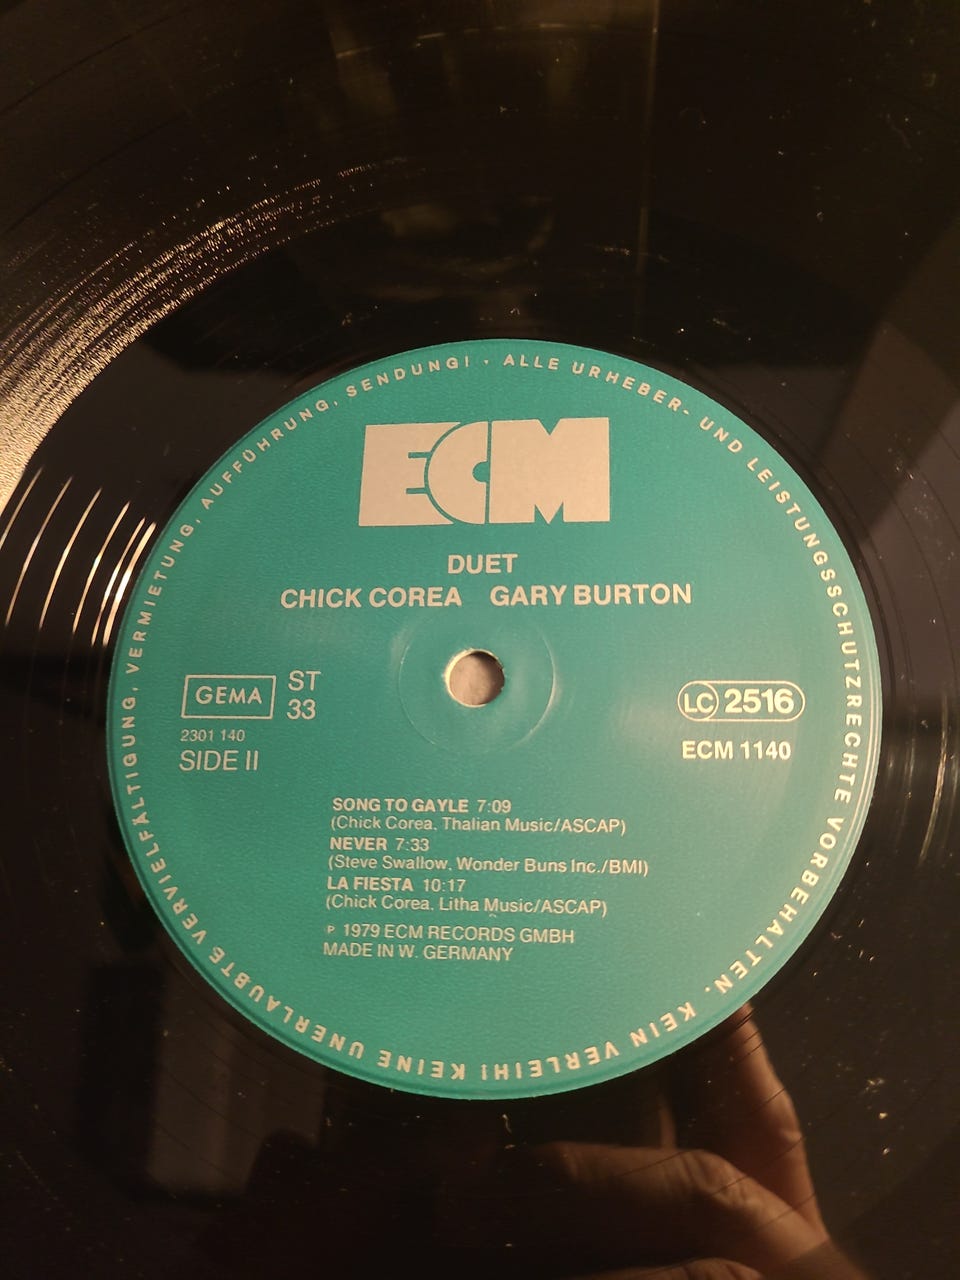 ALLE URHEBER- UND LEISTUNGSSCHUTZRECHTE VORBEHALTEN. KEIN VERLEIH! KEINE UNERLAUBTE VERVIELFÄLTIGUNG, VERMIETUNG, AUFFÜHRUNG, SENDUNG! ·
ECM
DUET
CHICK COREA GARY BURTON
GEMA
ST
33
LC 2516
2301 140
SIDE II
ECM 1140
SONG TO GAYLE 7:09
(Chick Corea, Thalian Music/ASCAP)
NEVER 7:33
(Steve Swallow, Wonder Buns Inc./BMI)
LA FIESTA 10:17
(Chick Corea, Litha Music/ASCAP)
℗ 1979 ECM RECORDS GMBH
MADE IN W. GERMANY